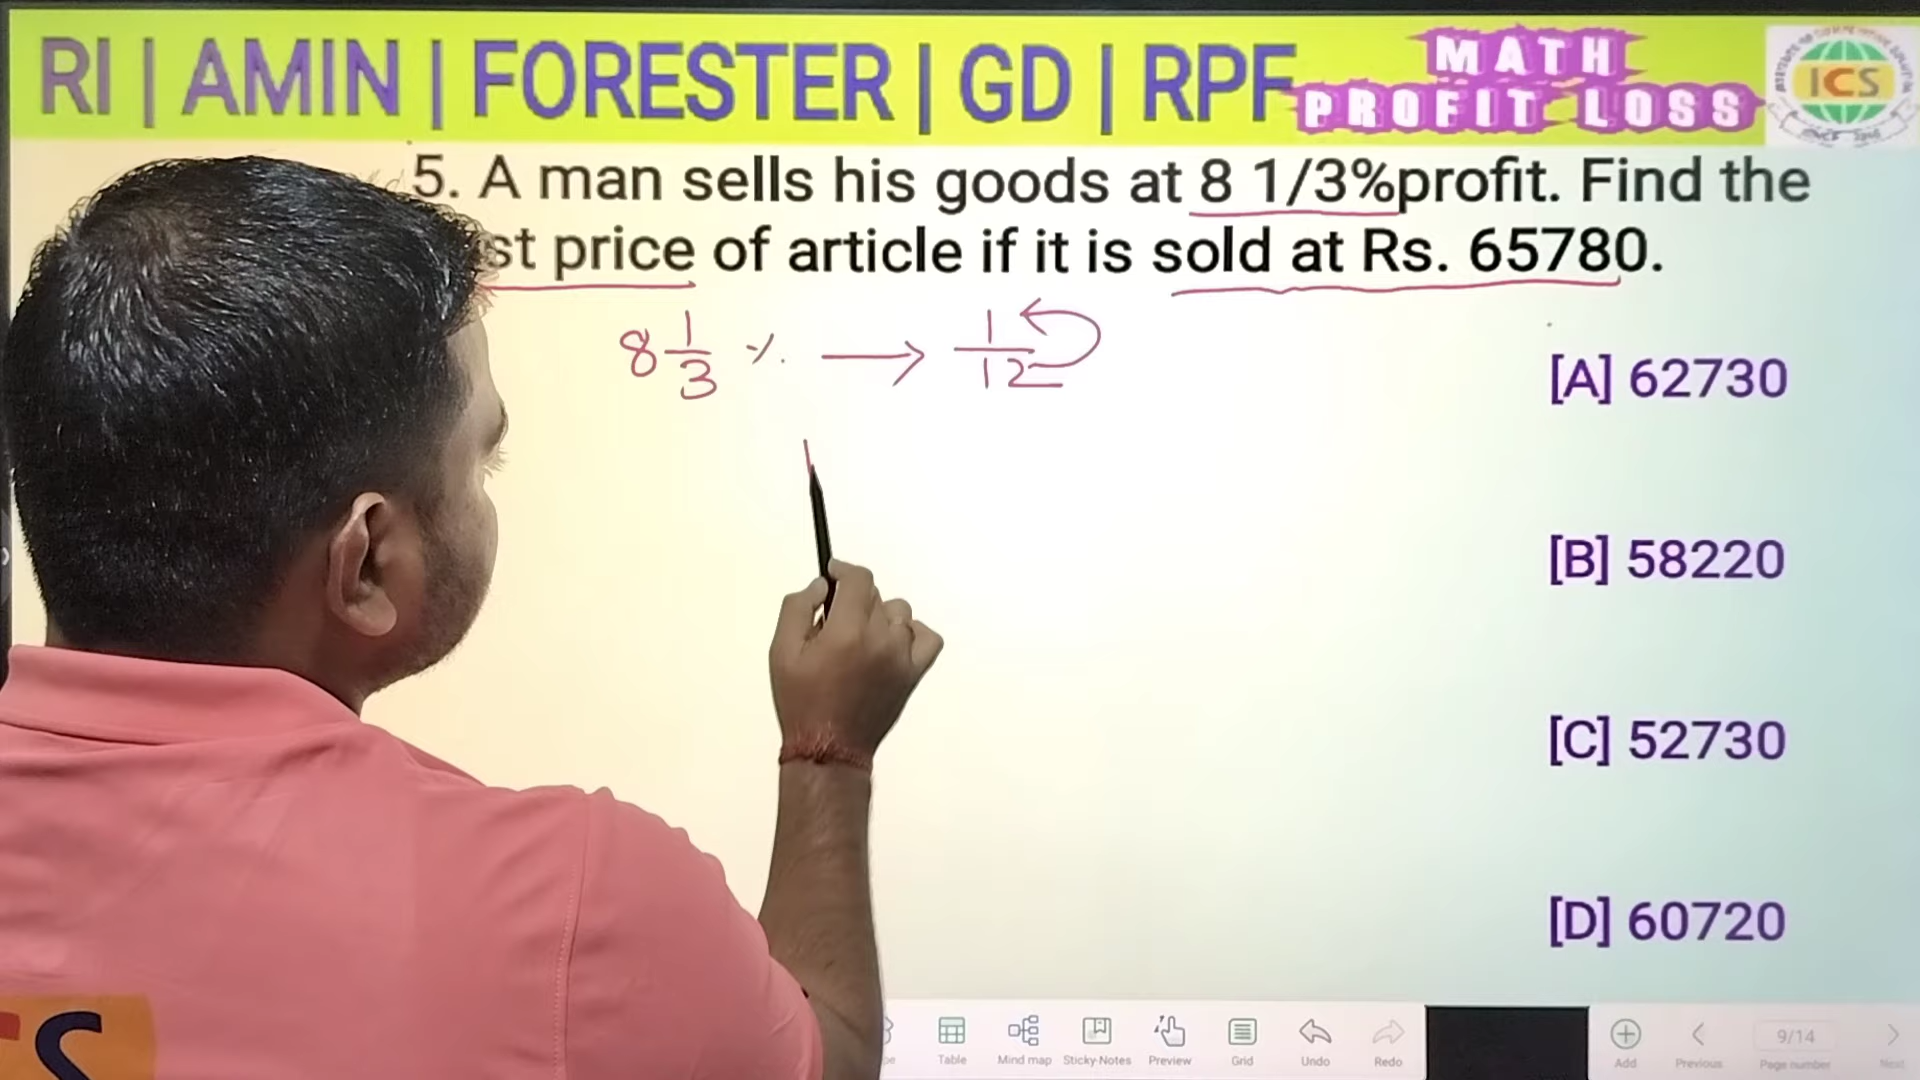 RI | AMIN | FORESTER | GD | RPF
MATH
PROFIT LOSS
ICS
5. A man sells his goods at 8 1/3%profit. Find the
st price of article if it is sold at Rs. 65780.
8 1/3 % → 1/12
[A] 62730
[B] 58220
[C] 52730
[D] 60720
Table
Mind map
Sticky-Notes
Preview
Grid
Undo
Redo
Add
Previous
9/14
Page number
Next